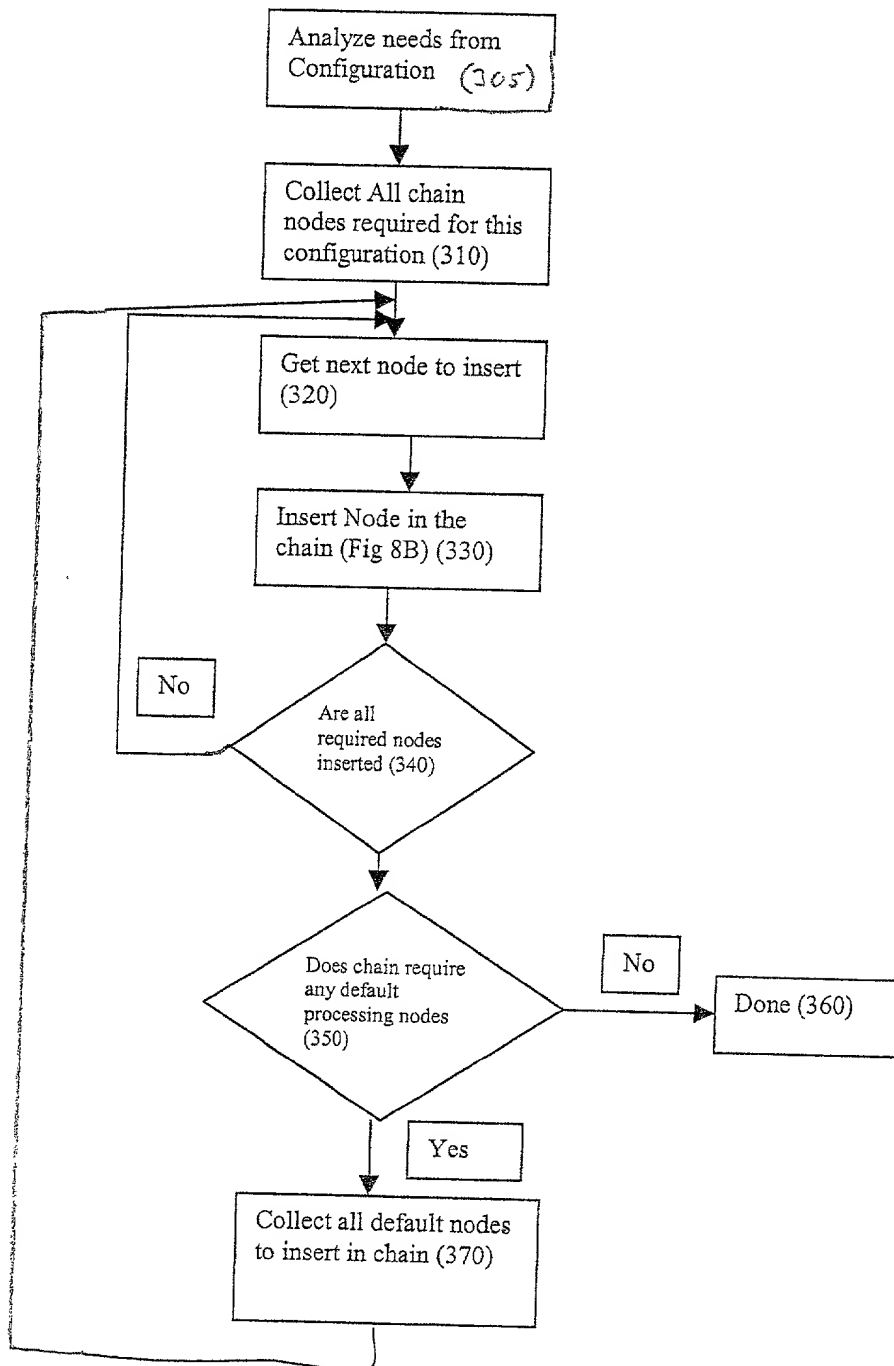 Analyze needs from
Configuration (305)
Collect All chain
nodes required for this
configuration (310)
Get next node to insert
(320)
Insert Node in the
chain (Fig 8B) (330)
No
Are all
required nodes
inserted (340)
Does chain require
any default
processing nodes
(350)
No
Done (360)
Yes
Collect all default nodes
to insert in chain (370)